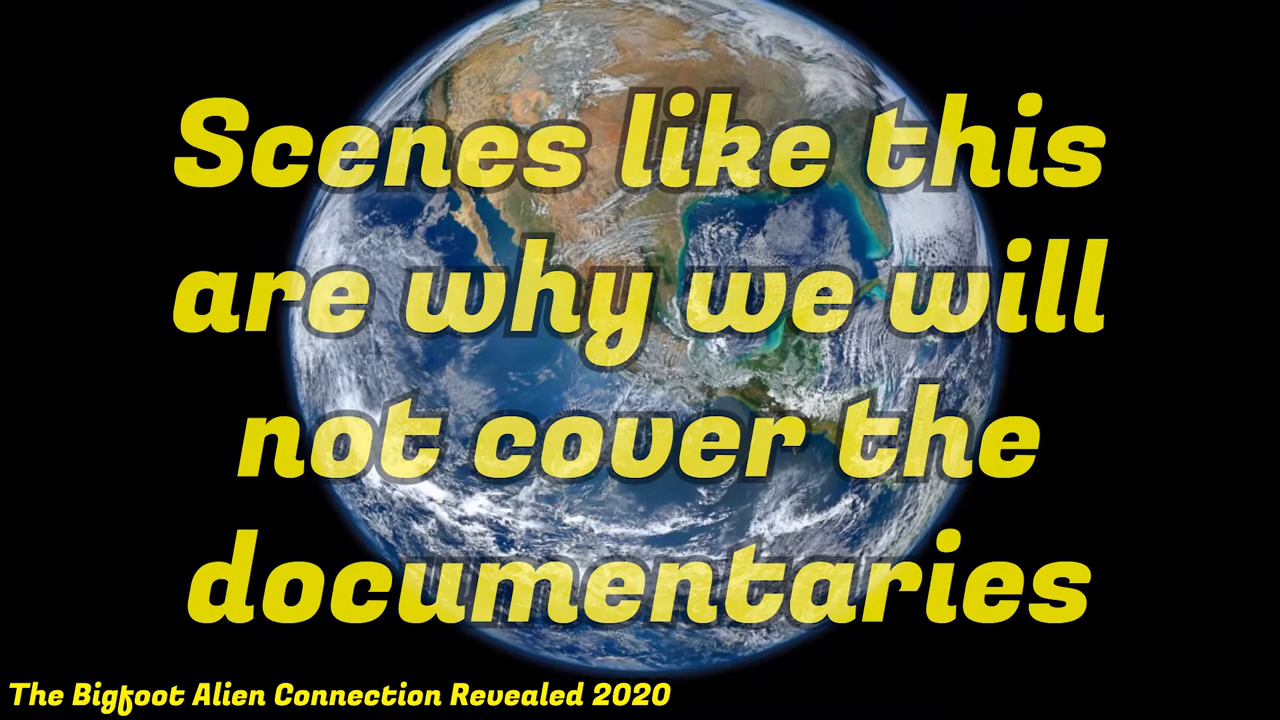 Scenes like this
are why we will
not cover the
documentaries
The Bigfoot Alien Connection Revealed 2020